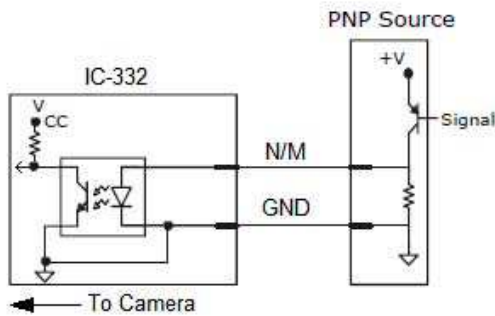 PNP Source
+V
IC-332
V
CC
Signal
N/M
GND
To Camera